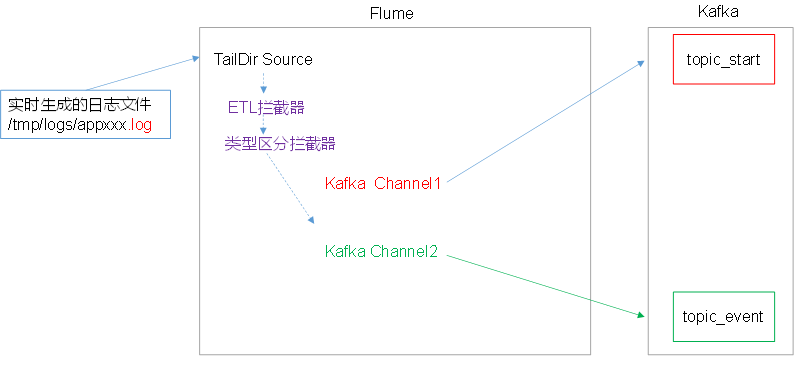 Flume
Kafka
TailDir Source
topic_start
实时生成的日志文件
/tmp/logs/appxxx.log
ETL拦截器
类型区分拦截器
Kafka Channel1
Kafka Channel2
topic_event